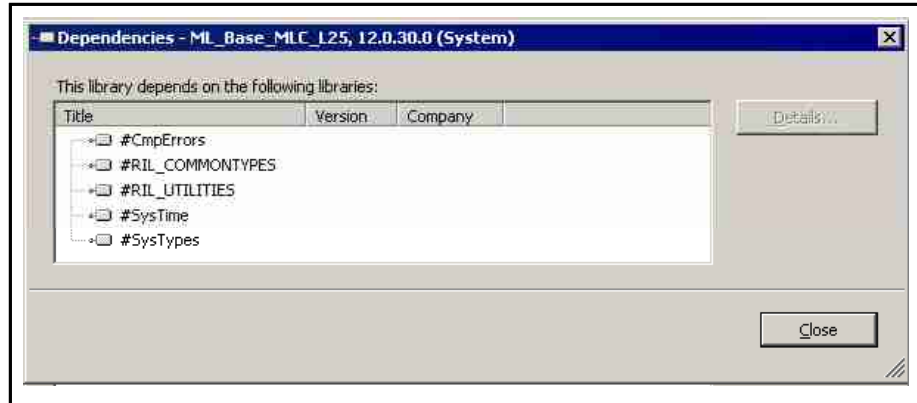 Dependencies - ML_Base_MLC_L25, 12.0.30.0 (System)
This library depends on the following libraries:
Title Version Company
Details...
#CmpErrors
#RIL_COMMONTYPES
#RIL_UTILITIES
#SysTime
#SysTypes
Close